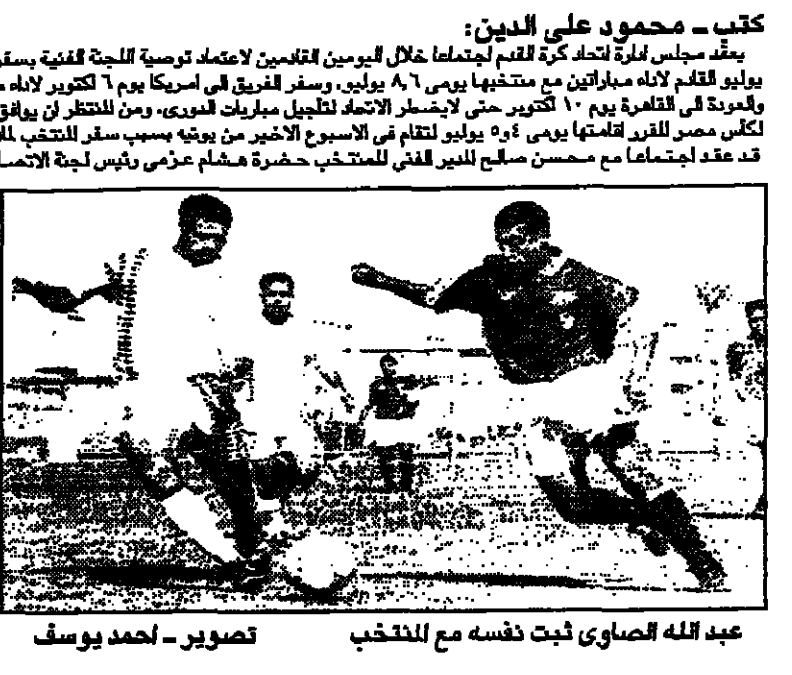 كتب ـ محمود على الدين:
يعقد مجلس ادارة اتحاد كرة القدم اجتماعا خلال اليومين القادمين لاعتماد توصية اللجنة الفنية بسفر
يوليو القادم لاداء مباراتين مع منتخبها يومى ٨,٦ يوليو. وسفر الفريق الى امريكا يوم ٦ اكتوبر لاداء
والعودة الى القاهرة يوم ١٠ اكتوبر حتى لايضطر الاتحاد لتأجيل مباريات الدورى. ومن المنتظر ان يوافق
لكأس مصر المقرر اقامتها يومى ٤و٥ يوليو لتقام فى الاسبوع الاخير من يونيه بسبب سفر المنتخب
قد عقد اجتماعا مع محسن صالح المدير الفني للمنتخب حضرة هشام عزمى رئيس لجنة
عبد الله الصاوى ثبت نفسه مع المنتخب
تصوير ـ احمد يوسف